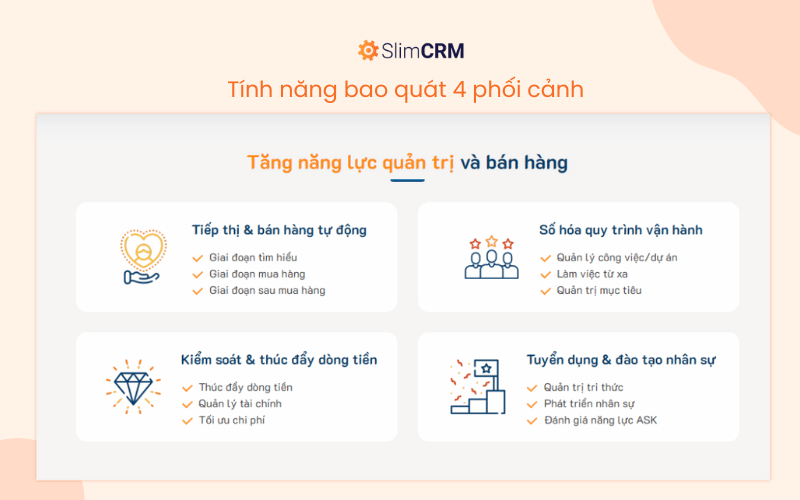 SlimCRM
Tính năng bao quát 4 phối cảnh
Tăng năng lực quản trị và bán hàng
Tiếp thị & bán hàng tự động
Giai đoạn tìm hiểu
Giai đoạn mua hàng
Giai đoạn sau mua hàng
Số hóa quy trình vận hành
Quản lý công việc/dự án
Làm việc từ xa
Quản trị mục tiêu
Kiểm soát & thúc đẩy dòng tiền
Thúc đẩy dòng tiền
Quản lý tài chính
Tối ưu chi phí
Tuyển dụng & đào tạo nhân sự
Quản trị tri thức
Phát triển nhân sự
Đánh giá năng lực ASK